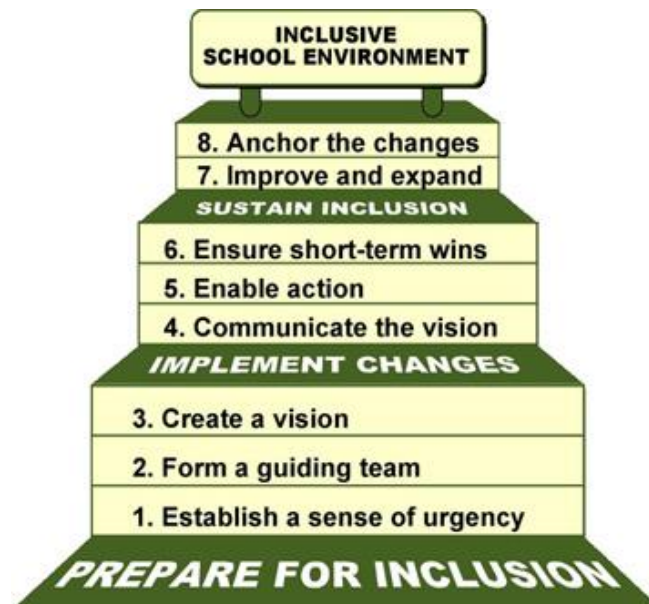 INCLUSIVE
SCHOOL ENVIRONMENT
8. Anchor the changes
7. Improve and expand
SUSTAIN INCLUSION
6. Ensure short-term wins
5. Enable action
4. Communicate the vision
IMPLEMENT CHANGES
3. Create a vision
2. Form a guiding team
1. Establish a sense of urgency
PREPARE FOR INCLUSION